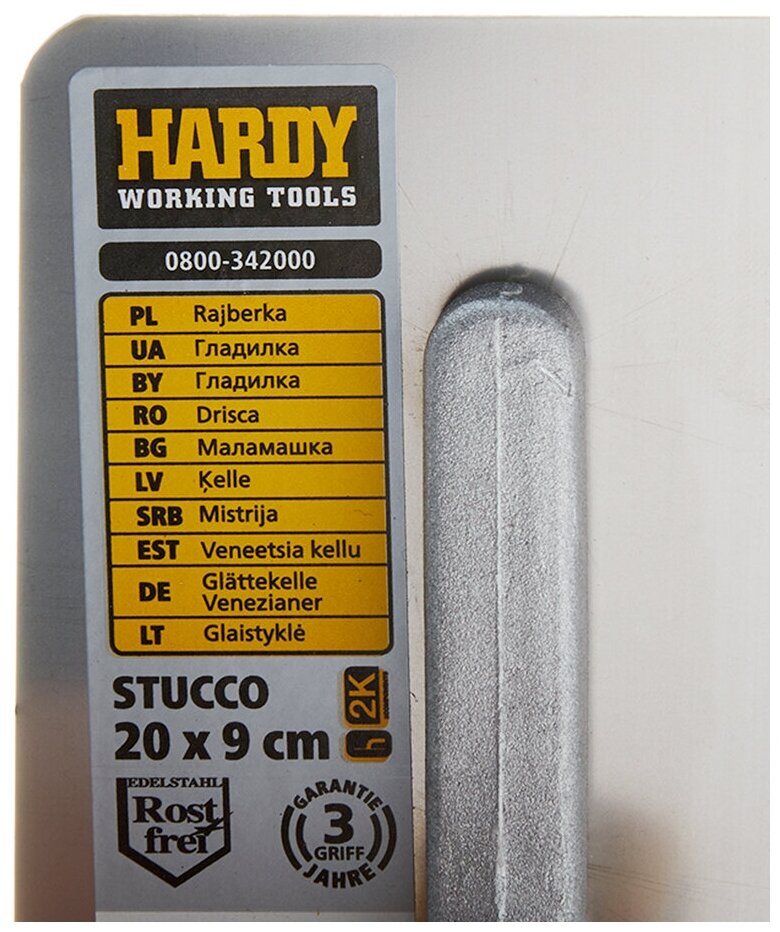 HARDY
WORKING TOOLS
0800-342000
PL Rajberka
UA Гладилка
BY Гладилка
RO Drisca
BG Маламашка
LV Ķelle
SRB Mistrija
EST Veneetsia kellu
DE Glättekelle
Venezianer
LT Glaistyklė
STUCCO
20 x 9 cm
2K
h
EDELSTAHL
Rost
frei
GARANTIE
3
GRIFF
JAHRE